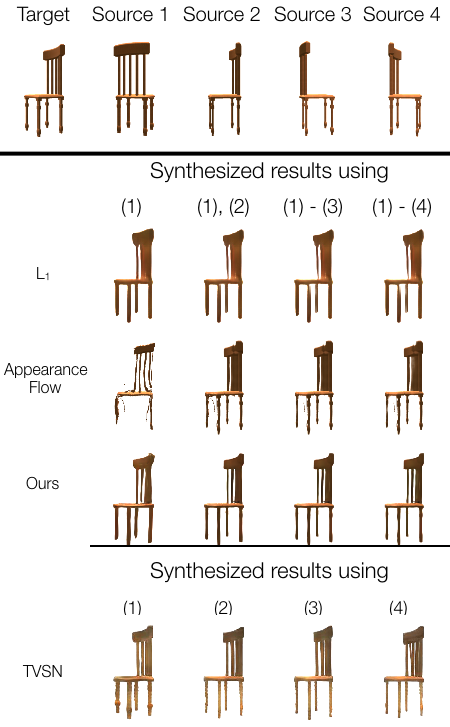 Target Source 1 Source 2 Source 3 Source 4
Synthesized results using
(1) (1), (2) (1) - (3) (1) - (4)
L₁
Appearance
Flow
Ours
Synthesized results using
(1) (2) (3) (4)
TVSN